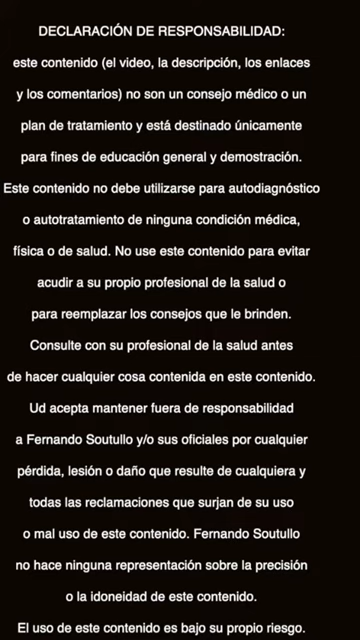 DECLARACIÓN DE RESPONSABILIDAD:
este contenido (el video, la descripción, los enlaces
y los comentarios) no son un consejo médico o un
plan de tratamiento y está destinado únicamente
para fines de educación general y demostración.
Este contenido no debe utilizarse para autodiagnóstico
o autotratamiento de ninguna condición médica,
física o de salud. No use este contenido para evitar
acudir a su propio profesional de la salud o
para reemplazar los consejos que le brinden.
Consulte con su profesional de la salud antes
de hacer cualquier cosa contenida en este contenido.
Ud acepta mantener fuera de responsabilidad
a Fernando Soutullo y/o sus oficiales por cualquier
pérdida, lesión o daño que resulte de cualquiera y
todas las reclamaciones que surjan de su uso
o mal uso de este contenido. Fernando Soutullo
no hace ninguna representación sobre la precisión
o la idoneidad de este contenido.
El uso de este contenido es bajo su propio riesgo.